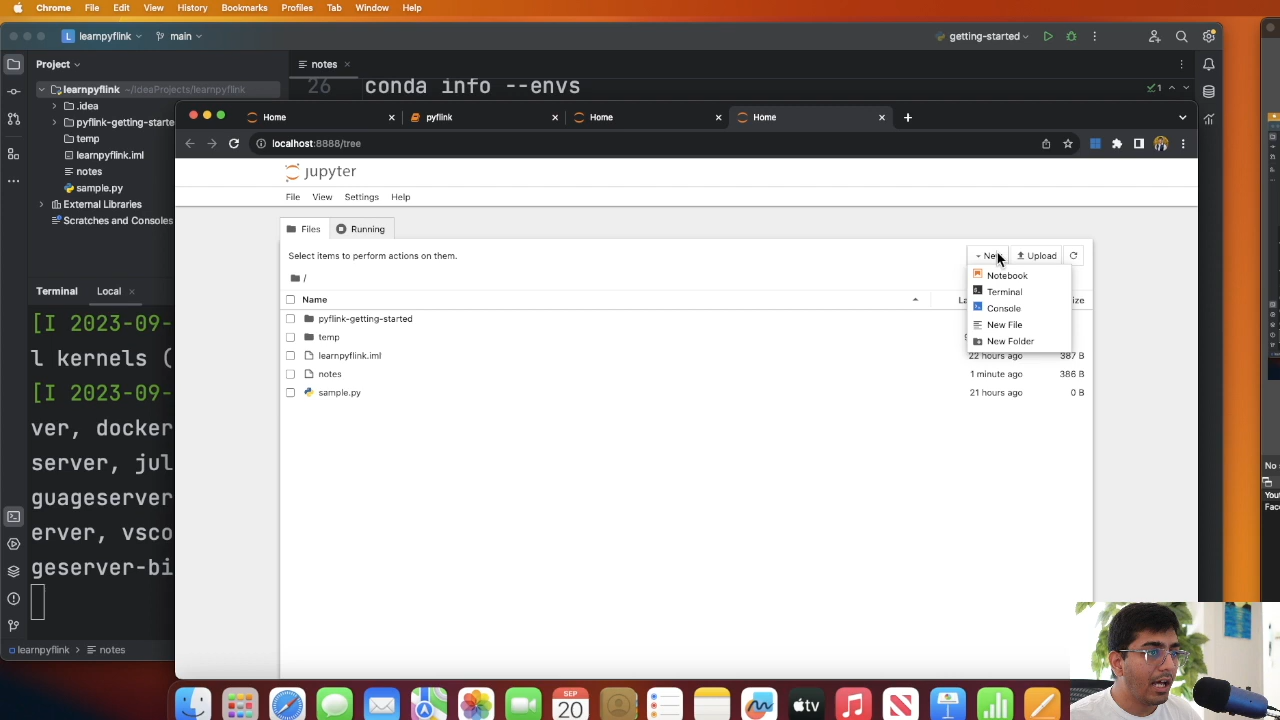 Chrome File Edit View History Bookmarks Profiles Tab Window Help
L learnpyflink main
getting-started
Project
notes
learnpyflink ~/IdeaProjects/learnpyflink
.idea
pyflink-getting-starte
temp
learnpyflink.iml
notes
sample.py
External Libraries
Scratches and Consoles
26 conda info --envs
1
Home
pyflink
Home
Home
localhost:8888/tree
jupyter
File View Settings Help
Files Running
Select items to perform actions on them.
New Upload
/
Name
Notebook
Terminal
Console
New File
New Folder
pyflink-getting-started
temp
learnpyflink.iml 22 hours ago 387 B
notes 1 minute ago 386 B
sample.py 21 hours ago 0 B
Terminal Local
[I 2023-09-
l kernels (
[I 2023-09-
ver, docker
server, jul
guageserver
erver, vsco
geserver-bi
learnpyflink > notes
SEP
20
tv